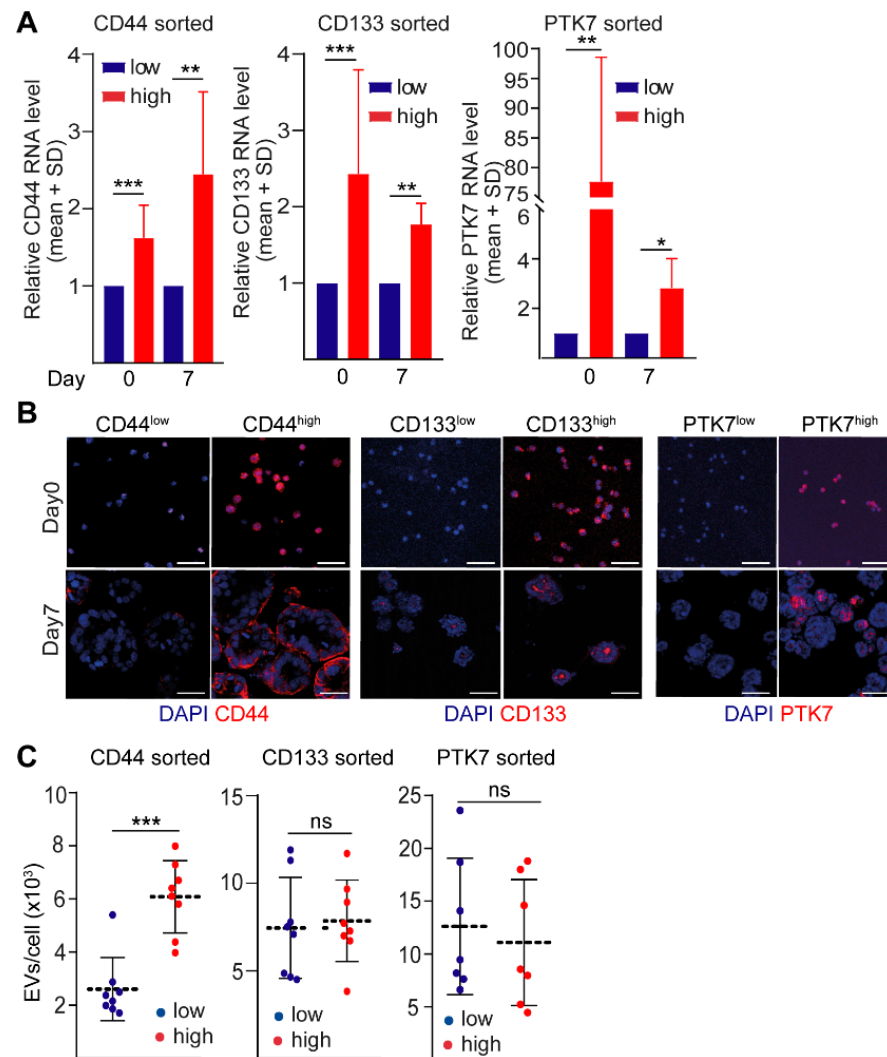 A
CD44 sorted
CD133 sorted
PTK7 sorted
Relative CD44 RNA level
(mean + SD)
4
3
2
1
low
high
***
**
Day
0
7
Relative CD133 RNA level
(mean + SD)
4
3
2
1
***
**
low
high
0
7
Relative PTK7 RNA level
(mean + SD)
100
95
90
85
80
75
6
4
2
**
*
low
high
0
7
B
CD44low
CD44high
CD133low
CD133high
PTK7low
PTK7high
Day0
Day7
DAPI CD44
DAPI CD133
DAPI PTK7
C
CD44 sorted
CD133 sorted
PTK7 sorted
EVs/cell (x10³)
10
8
6
4
2
***
low
high
15
10
5
ns
low
high
25
20
15
10
5
ns
low
high